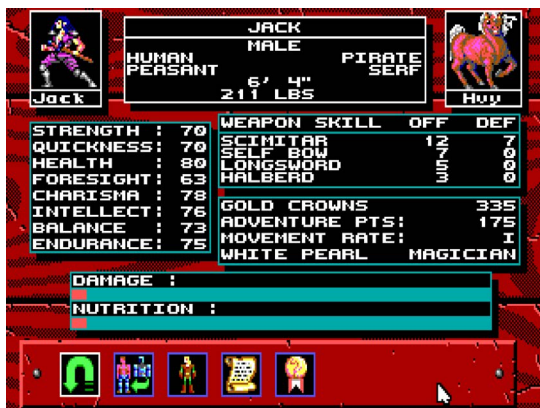 JACK
MALE
HUMAN PIRATE
PEASANT SERF
6' 4"
211 LBS
Jack
Huy
STRENGTH : 70
QUICKNESS: 70
HEALTH : 80
FORESIGHT: 63
CHARISMA : 78
INTELLECT: 76
BALANCE : 73
ENDURANCE: 75
WEAPON SKILL OFF DEF
SCIMITAR 12 7
SELF BOW 7 0
LONGSWORD 5 0
HALBERD 3 0
GOLD CROWNS 335
ADVENTURE PTS: 175
MOVEMENT RATE: I
WHITE PEARL MAGICIAN
DAMAGE :
NUTRITION :